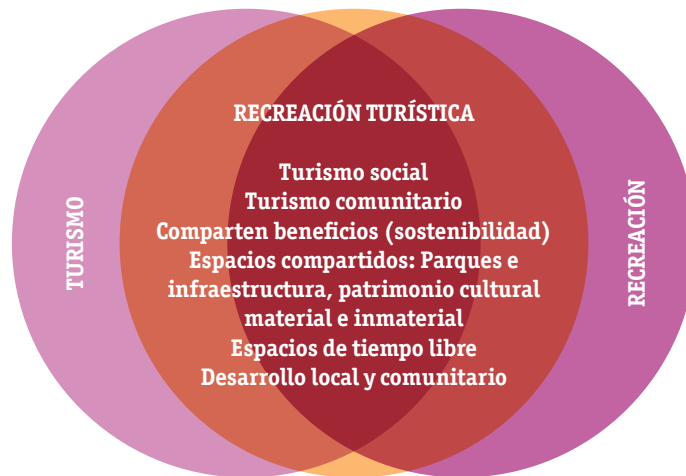 RECREACIÓN TURÍSTICA
Turismo social
Turismo comunitario
Comparten beneficios (sostenibilidad)
Espacios compartidos: Parques e
infraestructura, patrimonio cultural
material e inmaterial
Espacios de tiempo libre
Desarrollo local y comunitario
TURISMO
RECREACIÓN